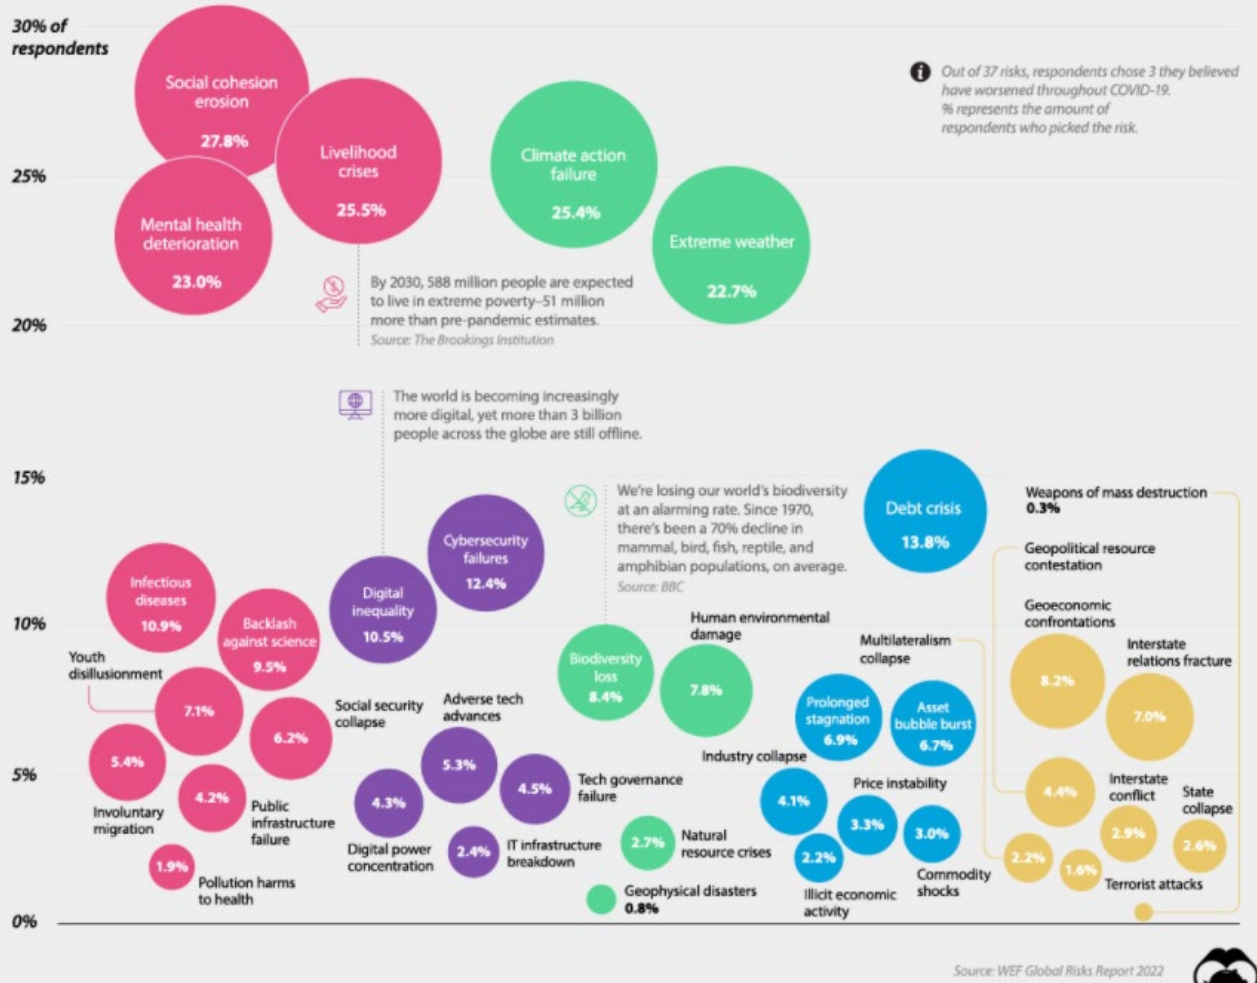 30% of
respondents
Social cohesion
erosion
27.8%
Livelihood
crises
25.5%
Mental health
deterioration
23.0%
Climate action
failure
25.4%
Extreme weather
22.7%
Out of 37 risks, respondents chose 3 they believed
have worsened throughout COVID-19.
% represents the amount of
respondents who picked the risk.
25%
By 2030, 588 million people are expected
to live in extreme poverty–51 million
more than pre-pandemic estimates.
Source: The Brookings Institution
20%
The world is becoming increasingly
more digital, yet more than 3 billion
people across the globe are still offline.
15%
We're losing our world's biodiversity
at an alarming rate. Since 1970,
there's been a 70% decline in
mammal, bird, fish, reptile, and
amphibian populations, on average.
Source: BBC
Debt crisis
13.8%
Weapons of mass destruction
0.3%
Geopolitical resource
contestation
Geoeconomic
confrontations
8.2%
Interstate
relations fracture
7.0%
Cybersecurity
failures
12.4%
Infectious
diseases
10.9%
Digital
inequality
10.5%
Backlash
against science
9.5%
10%
Youth
disillusionment
7.1%
Social security
collapse
6.2%
Adverse tech
advances
5.3%
Biodiversity
loss
8.4%
Human environmental
damage
7.8%
Multilateralism
collapse
Prolonged
stagnation
6.9%
Asset
bubble burst
6.7%
5%
5.4%
Involuntary
migration
4.2%
Public
infrastructure
failure
1.9%
Pollution harms
to health
4.3%
Digital power
concentration
4.5%
Tech governance
failure
2.4%
IT infrastructure
breakdown
2.7%
Natural
resource crises
Geophysical disasters
0.8%
Industry collapse
4.1%
Price instability
3.3%
3.0%
Commodity
shocks
2.2%
Illicit economic
activity
4.4%
Interstate
conflict
2.9%
State
collapse
2.6%
2.2%
1.6%
Terrorist attacks
0%
Source: WEF Global Risks Report 2022